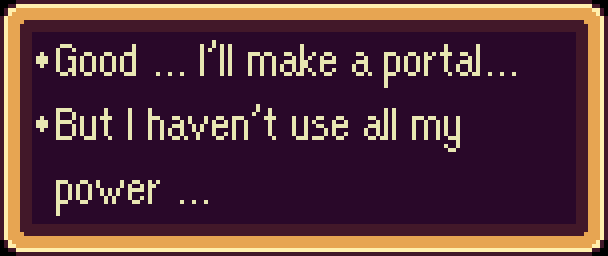 •Good ... I'll make a portal...
•But I haven't use all my
power ...